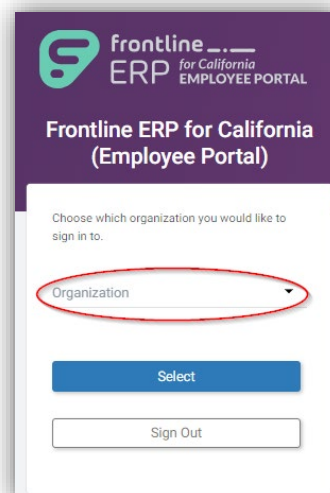 frontline
ERP for California
EMPLOYEE PORTAL
Frontline ERP for California
(Employee Portal)
Choose which organization you would like to
sign in to.
Organization
Select
Sign Out